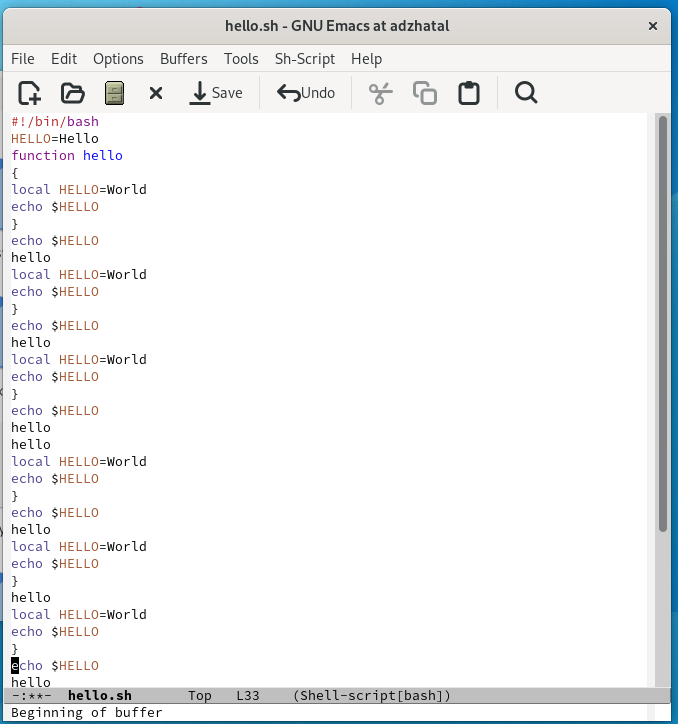 hello.sh - GNU Emacs at adzhatal
File Edit Options Buffers Tools Sh-Script Help
Save Undo
#!/bin/bash
HELLO=Hello
function hello
{
local HELLO=World
echo $HELLO
}
echo $HELLO
hello
local HELLO=World
echo $HELLO
}
echo $HELLO
hello
local HELLO=World
echo $HELLO
}
echo $HELLO
hello
hello
local HELLO=World
echo $HELLO
}
echo $HELLO
hello
local HELLO=World
echo $HELLO
}
hello
local HELLO=World
echo $HELLO
}
echo $HELLO
hello
-:**- hello.sh Top L33 (Shell-script[bash])
Beginning of buffer